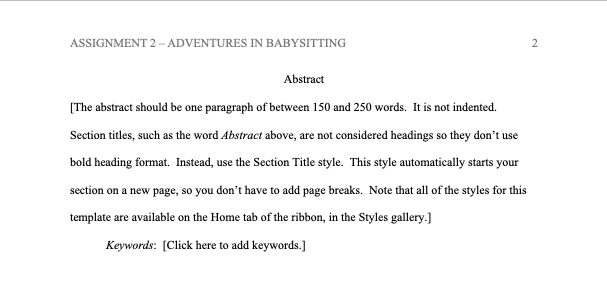 ASSIGNMENT 2 – ADVENTURES IN BABYSITTING 2
Abstract
[The abstract should be one paragraph of between 150 and 250 words.  It is not indented.
Section titles, such as the word Abstract above, are not considered headings so they don’t use
bold heading format.  Instead, use the Section Title style.  This style automatically starts your
section on a new page, so you don’t have to add page breaks.  Note that all of the styles for this
template are available on the Home tab of the ribbon, in the Styles gallery.]
Keywords:  [Click here to add keywords.]